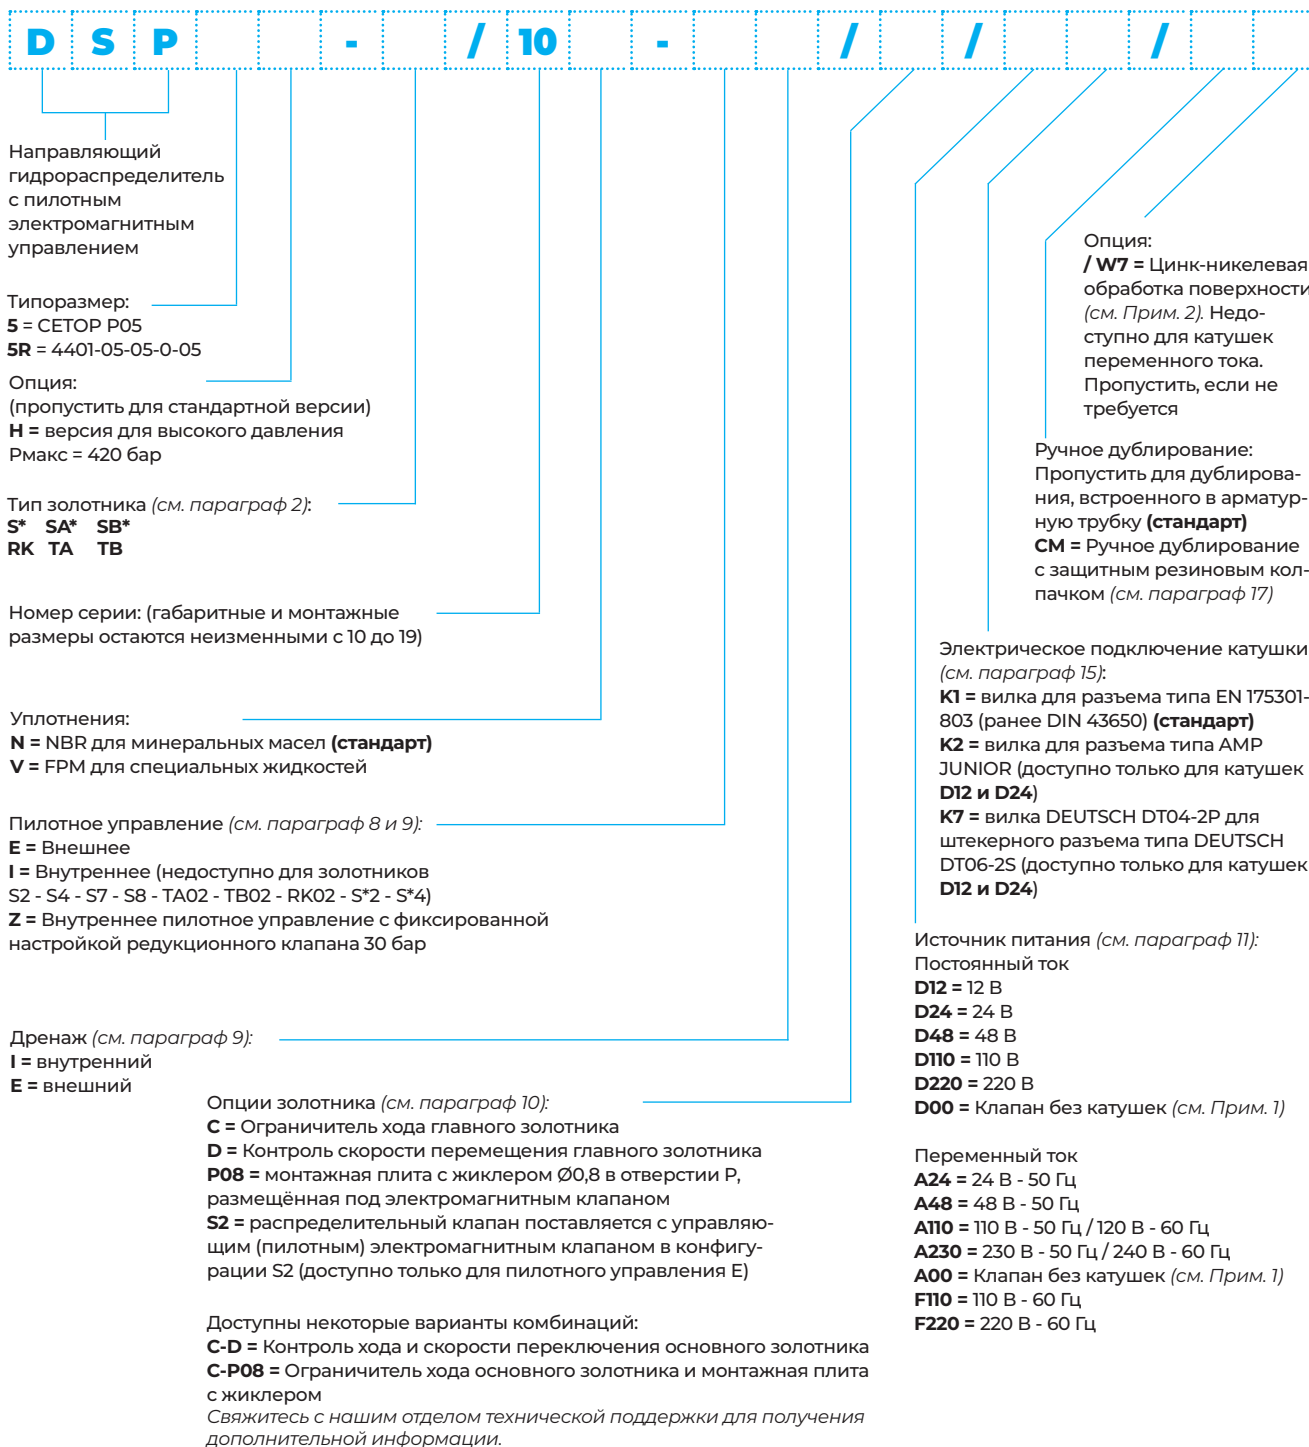 D S P - / 10 - / / /
Направляющий
гидрораспределитель
с пилотным
электромагнитным
управлением
Типоразмер:
5 = CETOP P05
5R = 4401-05-05-0-05
Опция:
(пропустить для стандартной версии)
H = версия для высокого давления
Pмакс = 420 бар
Тип золотника (см. параграф 2):
S* SA* SB*
RK TA TB
Номер серии: (габаритные и монтажные
размеры остаются неизменными с 10 до 19)
Уплотнения:
N = NBR для минеральных масел (стандарт)
V = FPM для специальных жидкостей
Пилотное управление (см. параграф 8 и 9):
E = Внешнее
I = Внутреннее (недоступно для золотников
S2 - S4 - S7 - S8 - TA02 - TB02 - RK02 - S*2 - S*4)
Z = Внутреннее пилотное управление с фиксированной
настройкой редукционного клапана 30 бар
Дренаж (см. параграф 9):
I = внутренний
E = внешний
Опции золотника (см. параграф 10):
C = Ограничитель хода главного золотника
D = Контроль скорости перемещения главного золотника
P08 = монтажная плита с жиклером Ø0,8 в отверстии P,
размещённая под электромагнитным клапаном
S2 = распределительный клапан поставляется с управляю-
щим (пилотным) электромагнитным клапаном в конфигу-
рации S2 (доступно только для пилотного управления E)
Доступны некоторые варианты комбинаций:
C-D = Контроль хода и скорости переключения основного золотника
C-P08 = Ограничитель хода основного золотника и монтажная плита
с жиклером
Свяжитесь с нашим отделом технической поддержки для получения
дополнительной информации.
Опция:
/ W7 = Цинк-никелевая
обработка поверхности
(см. Прим. 2). Недо-
ступно для катушек
переменного тока.
Пропустить, если не
требуется
Ручное дублирование:
Пропустить для дублирова-
ния, встроенного в арматур-
ную трубку (стандарт)
CM = Ручное дублирование
с защитным резиновым кол-
пачком (см. параграф 17)
Электрическое подключение катушки
(см. параграф 15):
K1 = вилка для разъема типа EN 175301-
803 (ранее DIN 43650) (стандарт)
K2 = вилка для разъема типа AMP
JUNIOR (доступно только для катушек
D12 и D24)
K7 = вилка DEUTSCH DT04-2P для
штекерного разъема типа DEUTSCH
DT06-2S (доступно только для катушек
D12 и D24)
Источник питания (см. параграф 11):
Постоянный ток
D12 = 12 В
D24 = 24 В
D48 = 48 В
D110 = 110 В
D220 = 220 В
D00 = Клапан без катушек (см. Прим. 1)
Переменный ток
A24 = 24 В - 50 Гц
A48 = 48 В - 50 Гц
A110 = 110 В - 50 Гц / 120 В - 60 Гц
A230 = 230 В - 50 Гц / 240 В - 60 Гц
A00 = Клапан без катушек (см. Прим. 1)
F110 = 110 В - 60 Гц
F220 = 220 В - 60 Гц